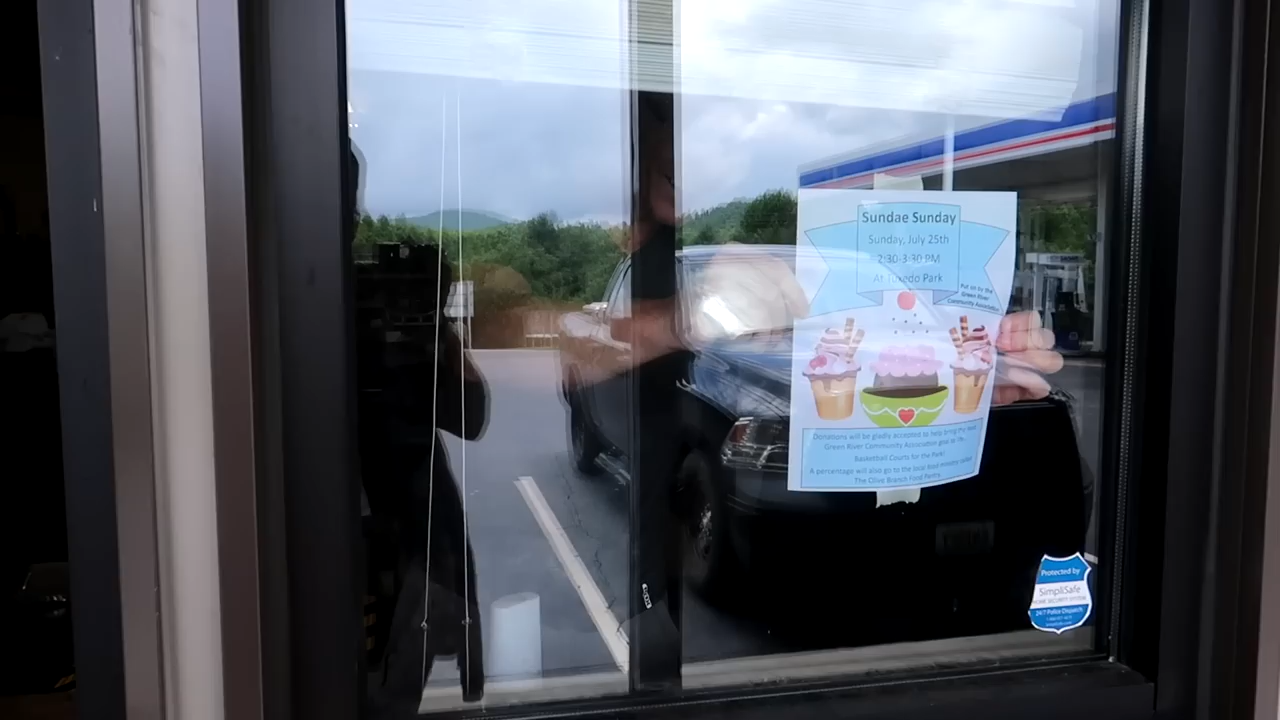 Sundae Sunday
Sunday, July 25th
2:30-3:30 PM
At Tuxedo Park
Put on by the
Green River
Community Association
Donations will be gladly accepted to help bring the
Green River Community Association goal of
Basketball Courts for the Park!
A percentage will also go to the local food ministry
The Olive Branch Food Pantry
Protected by
SimpliSafe
HOME SECURITY SYSTEMS
24/7 Police Dispatch